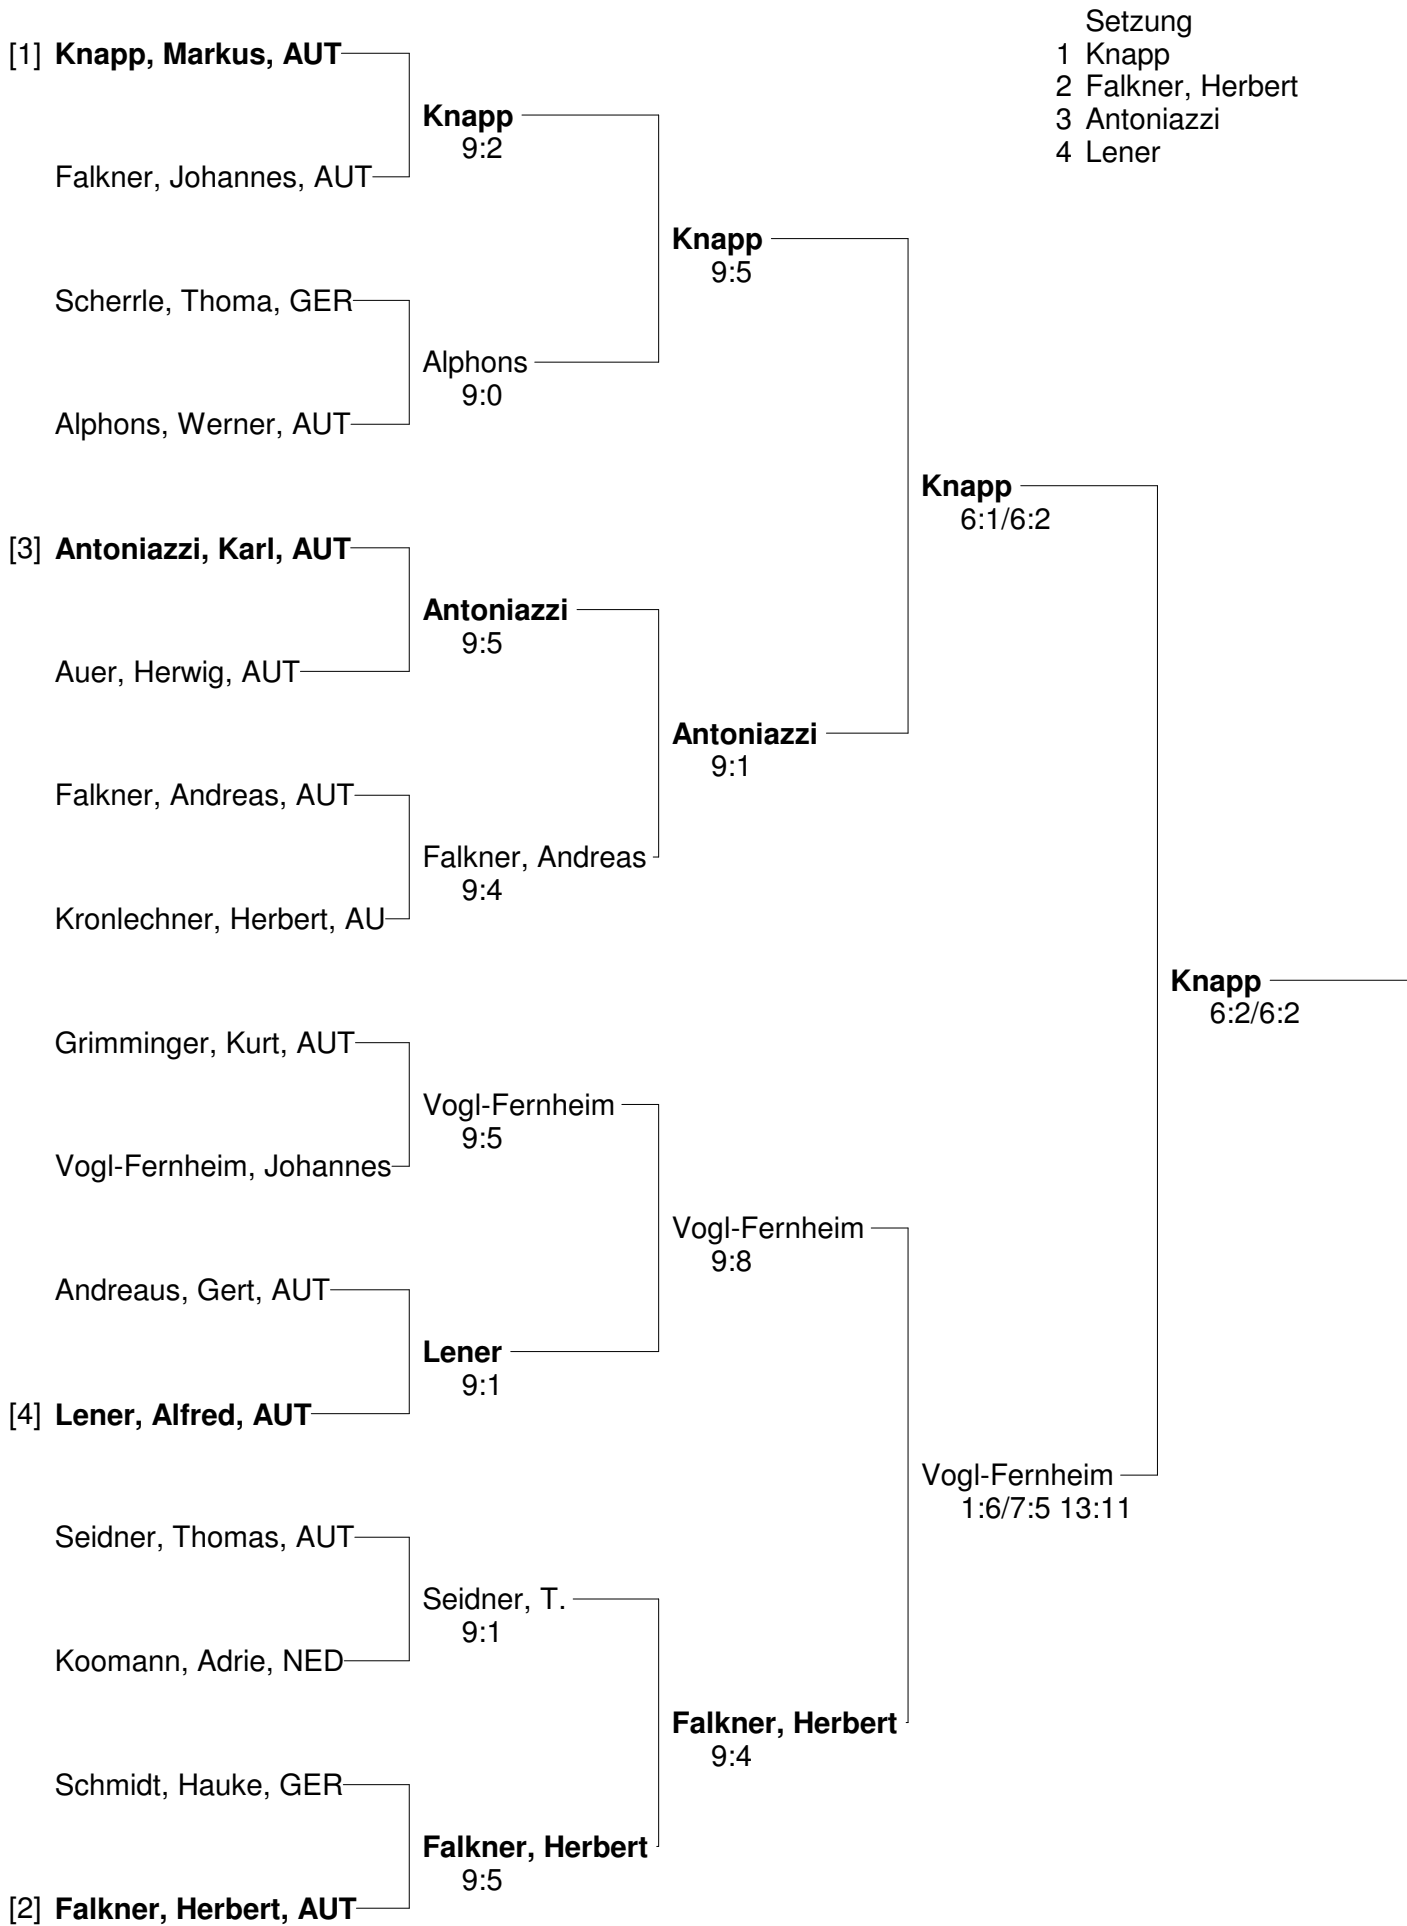 Setzung
1 Knapp
2 Falkner, Herbert
3 Antoniazzi
4 Lener
[1] Knapp, Markus, AUT
Falkner, Johannes, AUT
Scherrle, Thoma, GER
Alphons, Werner, AUT
[3] Antoniazzi, Karl, AUT
Auer, Herwig, AUT
Falkner, Andreas, AUT
Kronlechner, Herbert, AU
Grimminger, Kurt, AUT
Vogl-Fernheim, Johannes
Andreaus, Gert, AUT
[4] Lener, Alfred, AUT
Seidner, Thomas, AUT
Koomann, Adrie, NED
Schmidt, Hauke, GER
[2] Falkner, Herbert, AUT
Knapp
9:2
Alphons
9:0
Antoniazzi
9:5
Falkner, Andreas
9:4
Vogl-Fernheim
9:5
Lener
9:1
Seidner, T.
9:1
Falkner, Herbert
9:5
Knapp
9:5
Antoniazzi
9:1
Vogl-Fernheim
9:8
Falkner, Herbert
9:4
Knapp
6:1/6:2
Vogl-Fernheim
1:6/7:5 13:11
Knapp
6:2/6:2